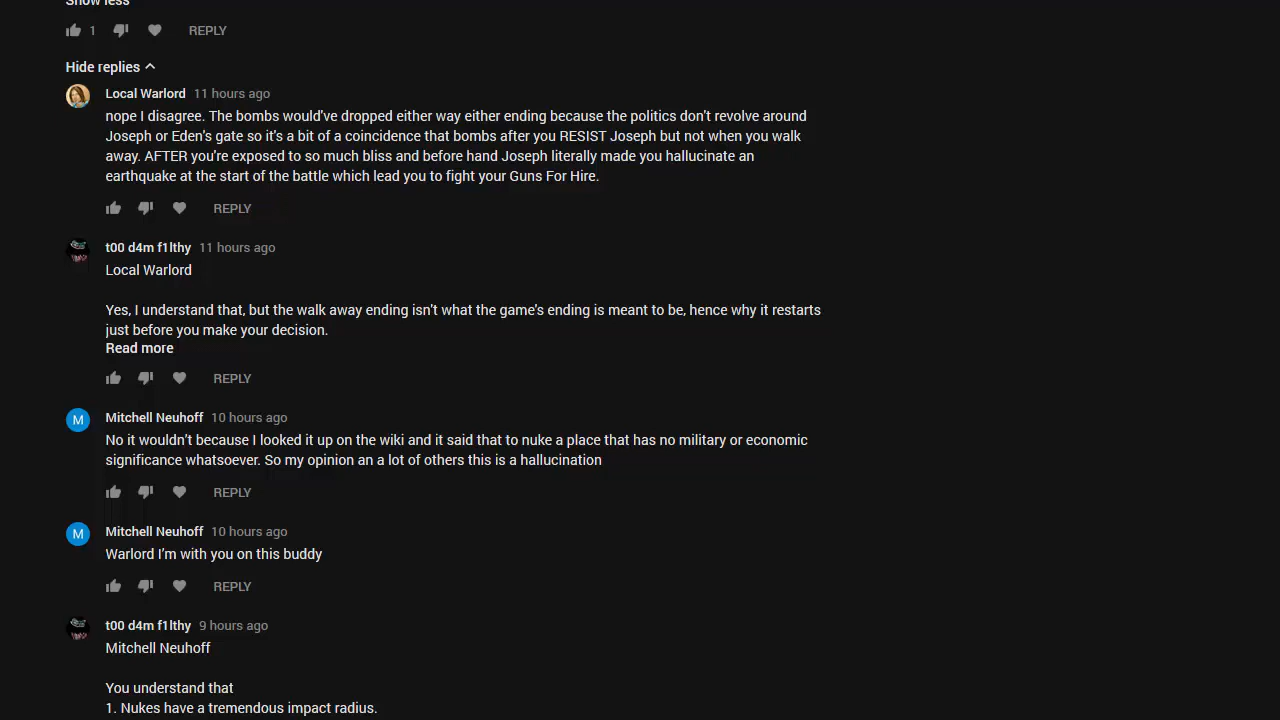 Show less
1 REPLY
Hide replies
Local Warlord 11 hours ago
nope I disagree. The bombs would've dropped either way either ending because the politics don't revolve around
Joseph or Eden's gate so it's a bit of a coincidence that bombs after you RESIST Joseph but not when you walk
away. AFTER you're exposed to so much bliss and before hand Joseph literally made you hallucinate an
earthquake at the start of the battle which lead you to fight your Guns For Hire.
REPLY
t00 d4m f1lthy 11 hours ago
Local Warlord
Yes, I understand that, but the walk away ending isn't what the game's ending is meant to be, hence why it restarts
just before you make your decision.
Read more
REPLY
M
Mitchell Neuhoff 10 hours ago
No it wouldn't because I looked it up on the wiki and it said that to nuke a place that has no military or economic
significance whatsoever. So my opinion an a lot of others this is a hallucination
REPLY
M
Mitchell Neuhoff 10 hours ago
Warlord I'm with you on this buddy
REPLY
t00 d4m f1lthy 9 hours ago
Mitchell Neuhoff
You understand that
1. Nukes have a tremendous impact radius.